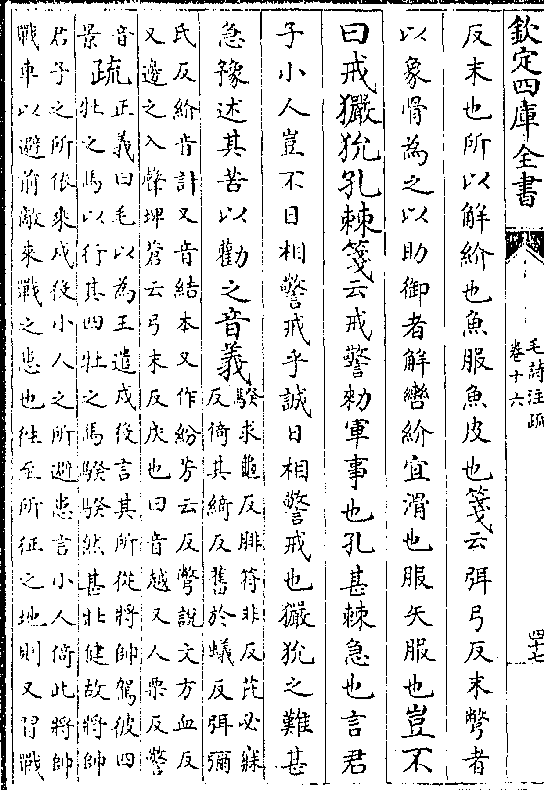 欽定四庫全書
毛詩注疏
卷十六
四十七
反末也所以解紒也魚服魚皮也箋云弭弓反末彆者
以象骨為之以助御者解轡紒宜滑也服矢服也豈不
曰戒玁狁孔棘箋云戒警勑軍事也孔甚棘急也言君
子小人豈不日相警戒乎誠日相警戒也玁狁之難甚
急豫述其苦以勸之音義
騤求龜反腓符非反芘必寐
反倚其綺反舊於蟻反弭彌
氏反紒音計又音結本又作紛芳云反彆說文方血反
又邊之入聲埤蒼云弓末反戾也曰音越又人栗反警
音
景
疏
正義曰毛以為王遣戍役言其所從將帥駕彼四
牡之馬以行其四牡之馬騤騤然甚壯健故將帥
君子之所依乘戍役小人之所避患言小人倚此將帥
戰車以避前敵來戰之患也往至所征之地則又習戰